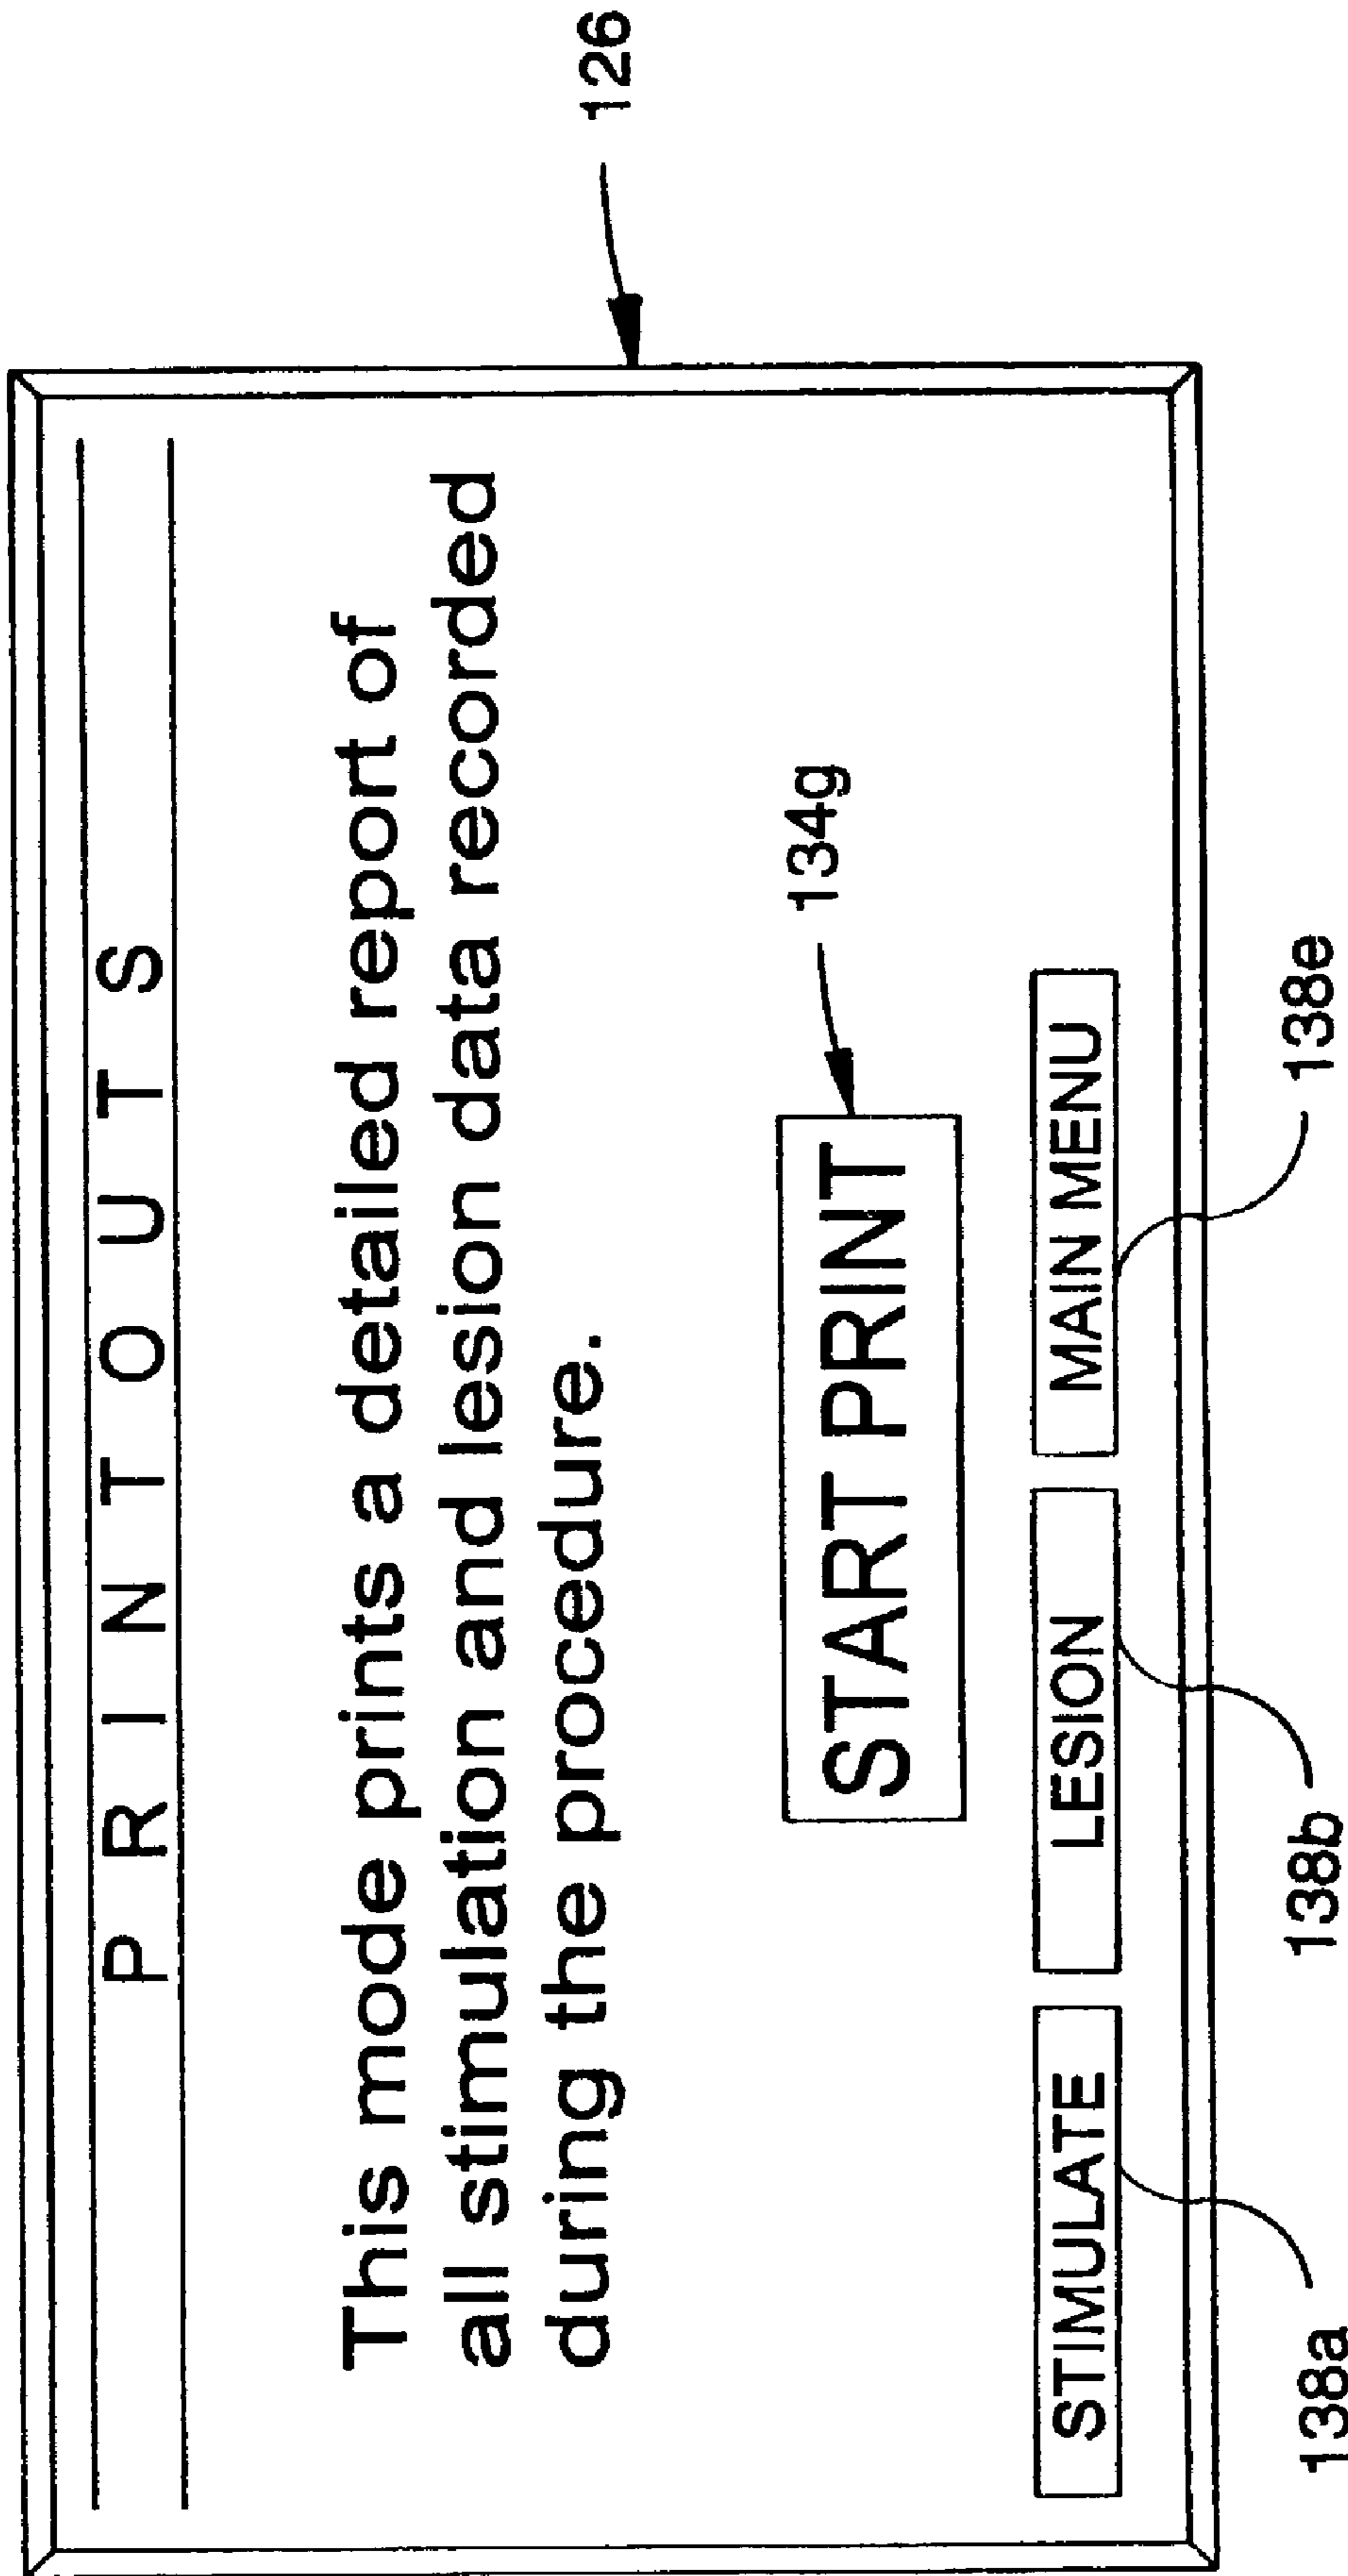 PRINTOUTS
126
This mode prints a detailed report of
all stimulation and lesion data recorded
during the procedure.
START PRINT
134g
STIMULATE LESION MAIN MENU
138a 138b 138e